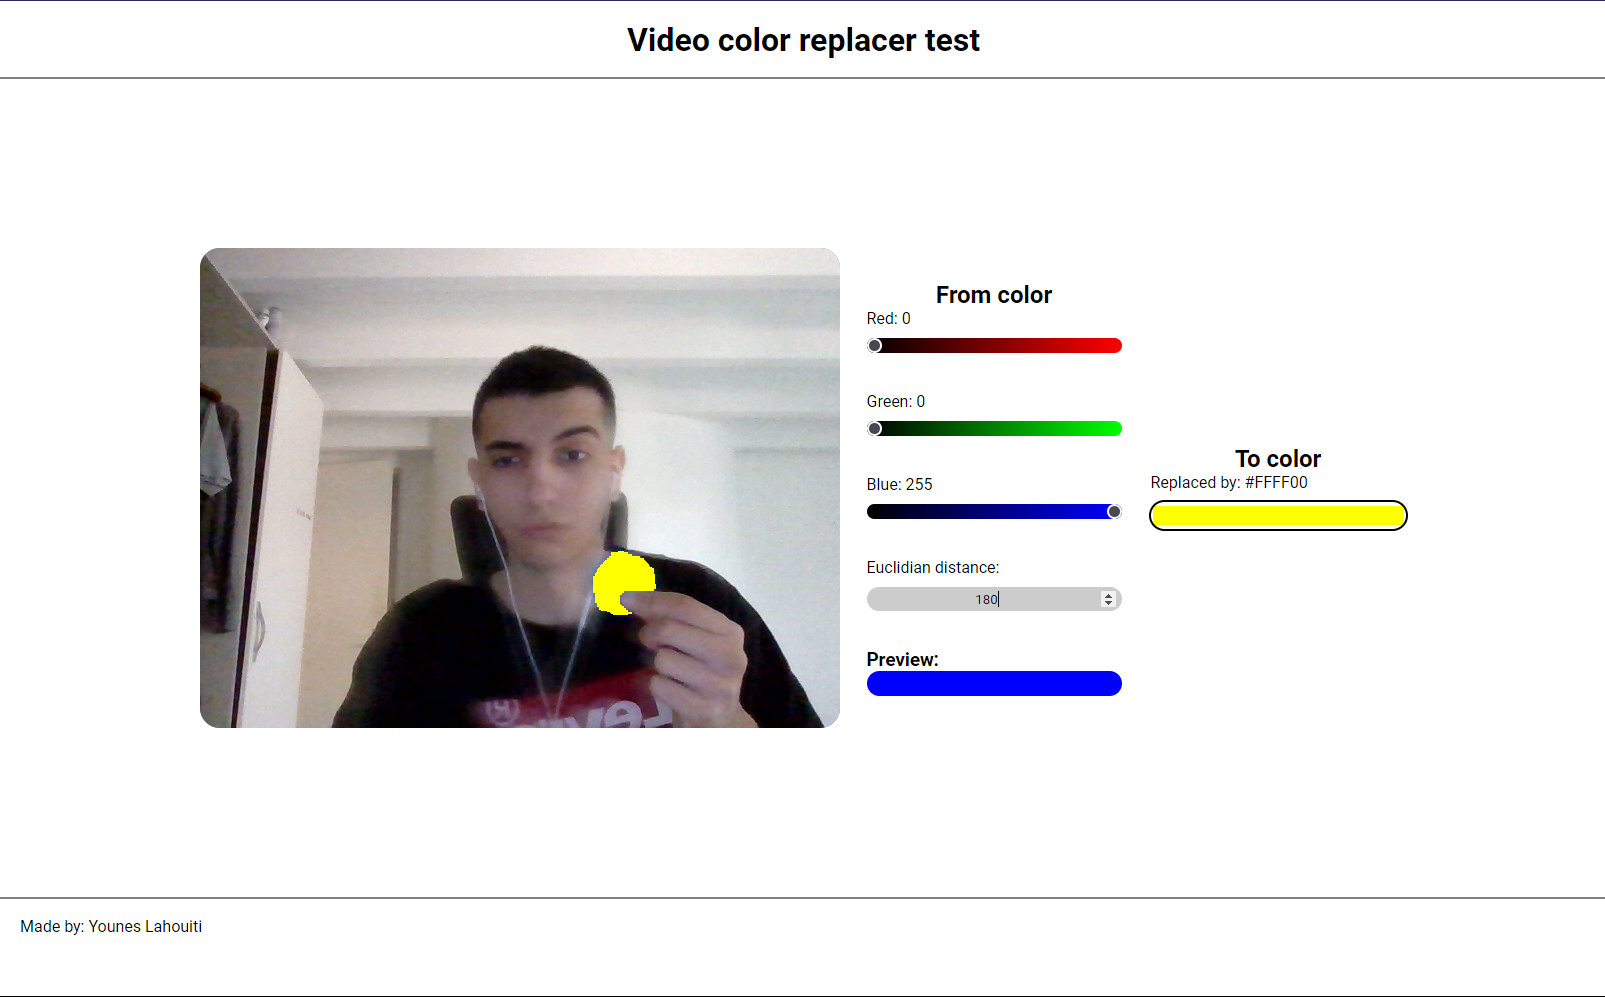 Video color replacer test
From color
Red: 0
Green: 0
Blue: 255
Euclidian distance:
180
Preview:
To color
Replaced by: #FFFF00
Made by: Younes Lahouiti